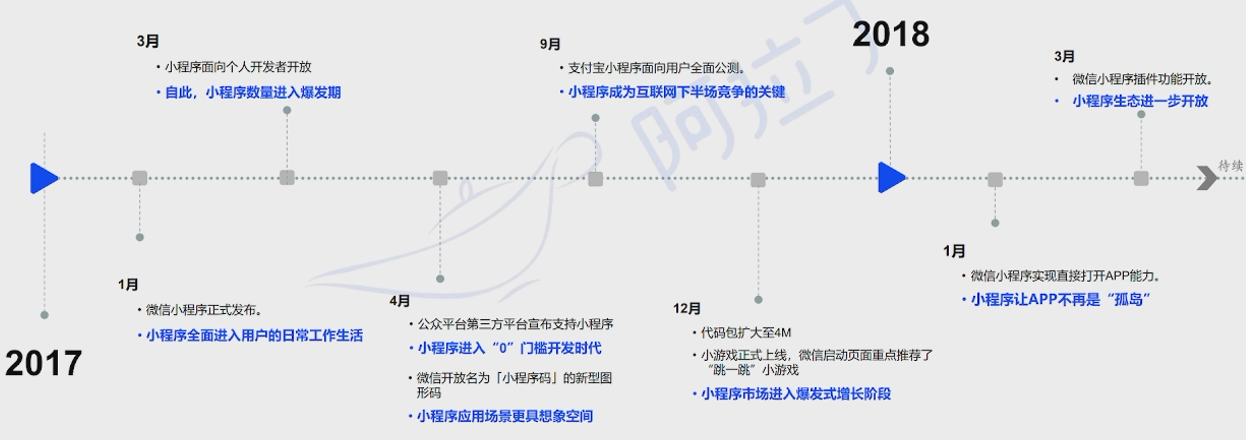 2017
1月
• 微信小程序正式发布。
• 小程序全面进入用户的日常工作生活
3月
• 小程序面向个人开发者开放
• 自此，小程序数量进入爆发期
4月
• 公众平台第三方平台宣布支持小程序
• 小程序进入“0”门槛开发时代
• 微信开放名为「小程序码」的新型图
形码
• 小程序应用场景更具想象空间
9月
• 支付宝小程序面向用户全面公测。
• 小程序成为互联网下半场竞争的关键
12月
• 代码包扩大至4M
• 小游戏正式上线，微信启动页面重点推荐了
“跳一跳”小游戏
• 小程序市场进入爆发式增长阶段
2018
1月
• 微信小程序实现直接打开APP能力。
• 小程序让APP不再是“孤岛”
3月
• 微信小程序插件功能开放。
• 小程序生态进一步开放
待续
阿拉丁